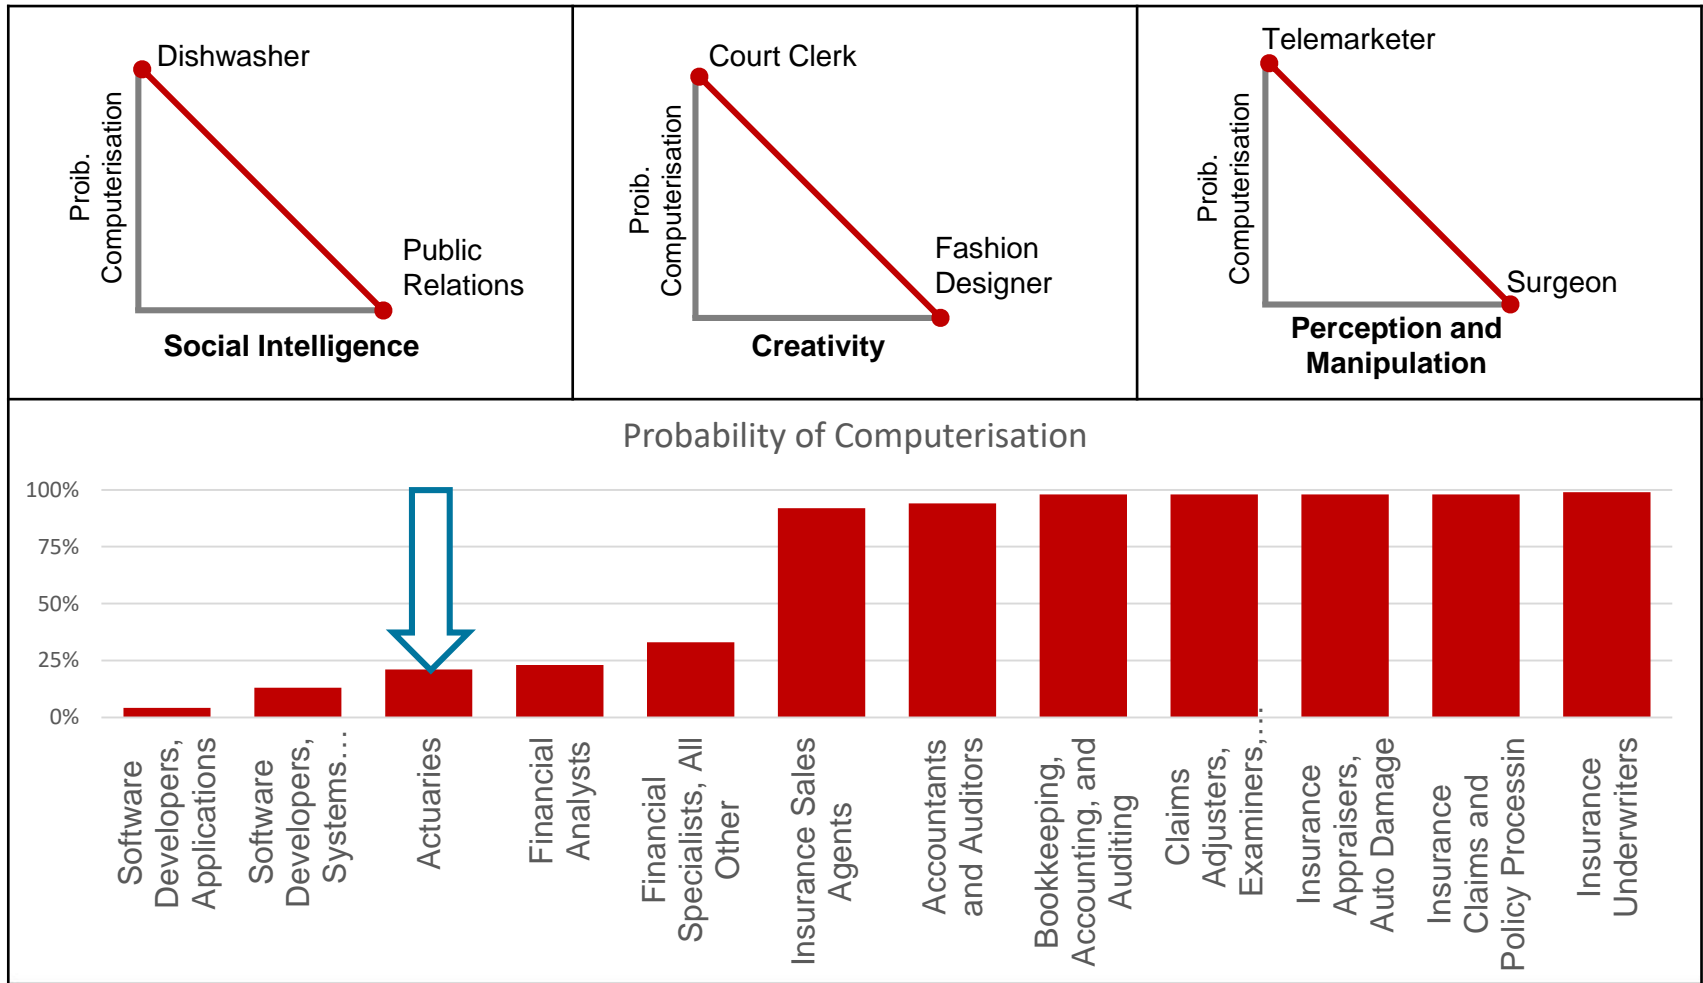 Dishwasher
Proib.
Computerisation
Public
Relations
Social Intelligence
Court Clerk
Proib.
Computerisation
Fashion
Designer
Creativity
Telemarketer
Proib.
Computerisation
Surgeon
Perception and
Manipulation
Probability of Computerisation
100%
75%
50%
25%
0%
Software
Developers,
Applications
Software
Developers,
Systems…
Actuaries
Financial
Analysts
Financial
Specialists, All
Other
Insurance Sales
Agents
Accountants
and Auditors
Bookkeeping,
Accounting, and
Auditing
Claims
Adjusters,
Examiners,…
Insurance
Appraisers,
Auto Damage
Insurance
Claims and
Policy Processin
Insurance
Underwriters